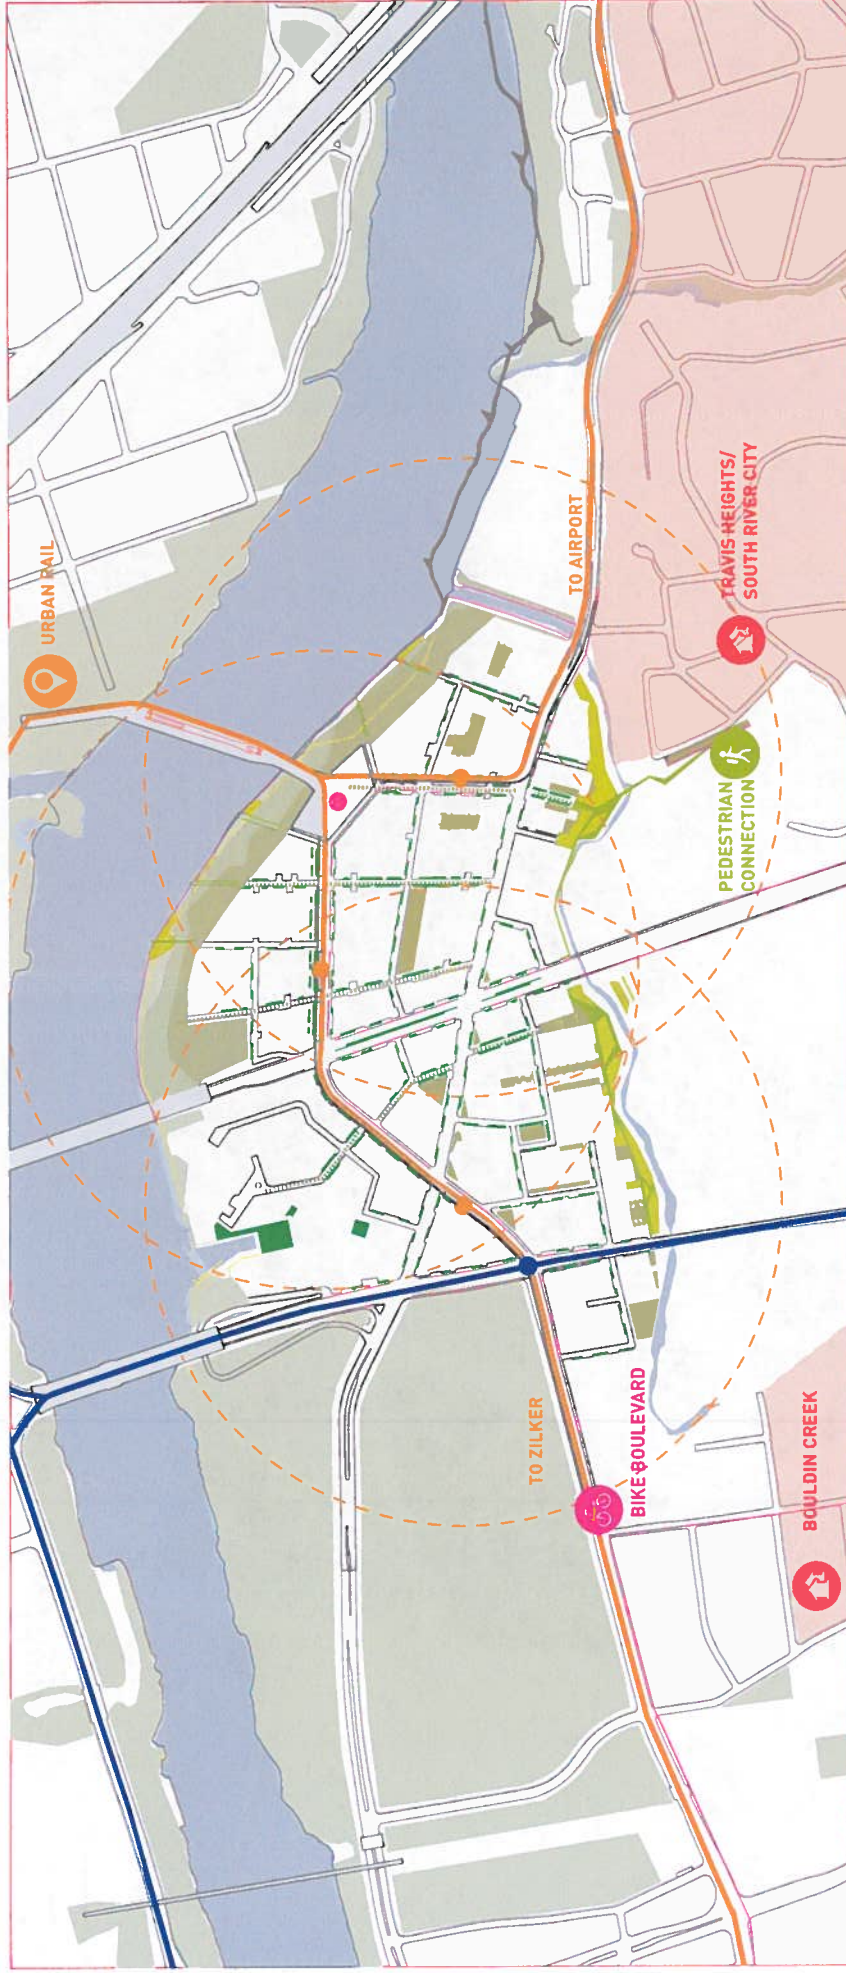 URBAN RAIL
TO AIRPORT
TRAVIS HEIGHTS/
SOUTH RIVER CITY
PEDESTRIAN
CONNECTION
TO ZILKER
BIKE BOULEVARD
BOULDIN CREEK